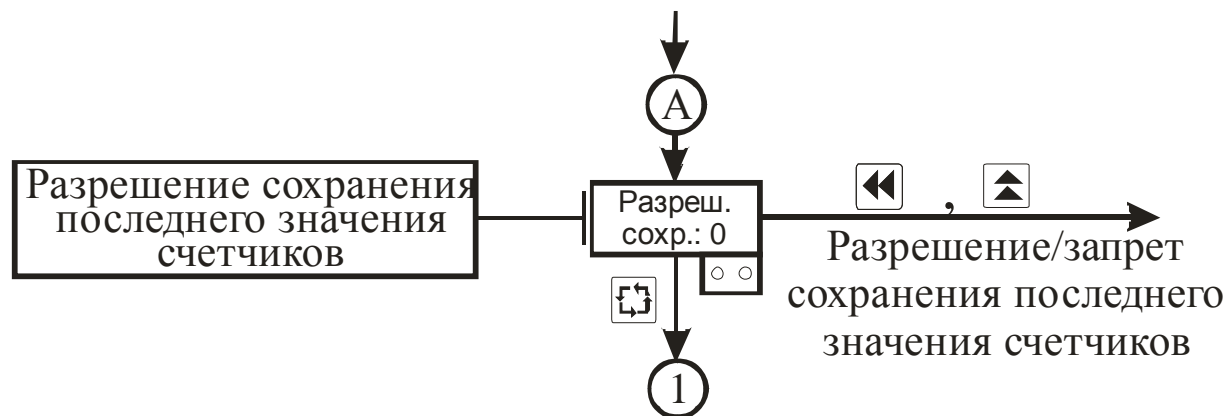 А
Разрешение сохранения
последнего значения
счетчиков
Разреш.
сохр.: 0
,
Разрешение/запрет
сохранения последнего
значения счетчиков
1